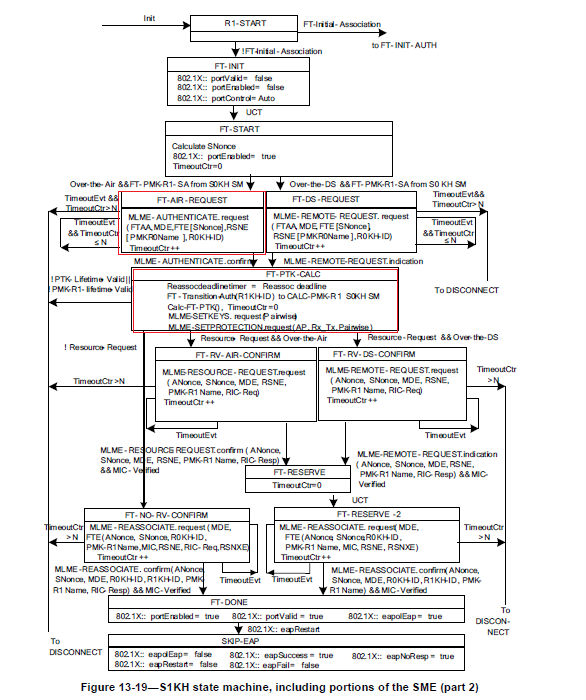 Init
R1-START
FT-Initial-Association
to FT-INIT-AUTH
!FT-Initial-Association
FT-INIT
802.1X:: portValid= false
802.1X:: portEnabled= false
802.1X:: portControl=Auto
UCT
FT-START
Calculate SNonce
802.1X:: portEnabled= true
TimeoutCtr=0
Over-the-Air &&FT-PMK-R1-SA from S0KH SM
Over-the-DS &&FT-PMK-R1-SA from S0 KH SM
FT-AIR-REQUEST
MLME-AUTHENTICATE.request
(FTAA,MDE,FTE [SNonce],RSNE
[PMKR0Name ],R0KH-ID)
TimeoutCtr++
FT-DS-REQUEST
MLME-REMOTE-REQUEST. request
(FTAA,MDE,FTE [SNonce],
RSNE [PMKR0Name ],R0KH-ID)
TimeoutCtr++
TimeoutEvt &&
TimeoutCtr>N
TimeoutEvt
&&TimeoutCtr
≤ N
TimeoutEvt&&
TimeoutCtr> N
TimeoutEvt
&&TimeoutCtr
≤ N
MLME-AUTHENTICATE.confirm
MLME-REMOTE-REQUEST.indication
FT-PTK-CALC
Reassocdeadlinetimer = Reassoc deadline
FT-Transition-Auth(R1KH-ID) to CALC-PMK-R1 S0KH SM
Calc-FT-PTK(), TimeoutCtr=0
MLME-SETKEYS. request(Pairwise)
MLME-SETPROTECTION.request(AP, Rx_Tx,Pairwise)
!PTK-Lifetime-Valid||
!PMK-R1-lifetime-Valid
To DISCONNECT
! Resource-Request
Resource-Request &&Over-the-Air
Resource-Request &&Over-the-DS
FT-RV-AIR-CONFIRM
MLME-RESOURCE-REQUEST.request
( ANonce, SNonce, MDE, RSNE,
PMK-R1 Name, RIC-Req)
TimeoutCtr++
FT-RV-DS-CONFIRM
MLME-REMOTE-REQUEST.request
( ANonce, SNonce, MDE, RSNE,
PMK-R1 Name, RIC-Req)
TimeoutCtr++
TimeoutCtr >N
TimeoutCtr
>N
TimeoutEvt
TimeoutEvt
MLME-RESOURCE-REQUEST.confirm ( ANonce,
SNonce, MDE, RSNE, PMK-R1 Name, RIC-Resp)
&&MIC-Verified
MLME-REMOTE-REQUEST.indication
( ANonce, SNonce, MDE, RSNE,
PMK-R1 Name, RIC-Resp) &&MIC-
Verified
FT-RESERVE
TimeoutCtr=0
UCT
FT-NO-RV-CONFIRM
MLME-REASSOCIATE.request( MDE,
FTE(ANonce, SNonce,R0KH-ID,
PMK-R1Name,MIC,RSNE, RIC-Req,RSNXE)
TimeoutCtr++
FT-RESERVE-2
MLME-REASSOCIATE.request( MDE,
FTE(ANonce, SNonce,R0KH-ID,
PMK-R1 Name,MIC, RSNE, RSNXE)
TimeoutCtr++
TimeoutCtr
>N
TimeoutCtr
>N
TimeoutEvt
TimeoutEvt
MLME-REASSOCIATE. confirm(ANonce,
SNonce, MDE, R0KH-ID, R1KH-ID, PMK-
R1 Name, RIC-Resp) &&MIC-Verified
MLME-REASSOCIATE. confirm(ANonce,
SNonce, MDE, R0KH-ID, R1KH-ID, PMK-
R1 Name) &&MIC-Verified
FT-DONE
802.1X:: portEnabled= true
802.1X:: portValid = true
802.1X:: eapolEap= true
802.1X:: eapRestart
SKIP-EAP
802.1X:: eapolEap= false
802.1X:: eapSuccess= true
802.1X:: eapNoResp= true
802.1X:: eapRestart= false
802.1X:: eapFail= false
To
DISCONNECT
To
DISCON-
NECT
Figure 13-19—S1KH state machine, including portions of the SME (part 2)